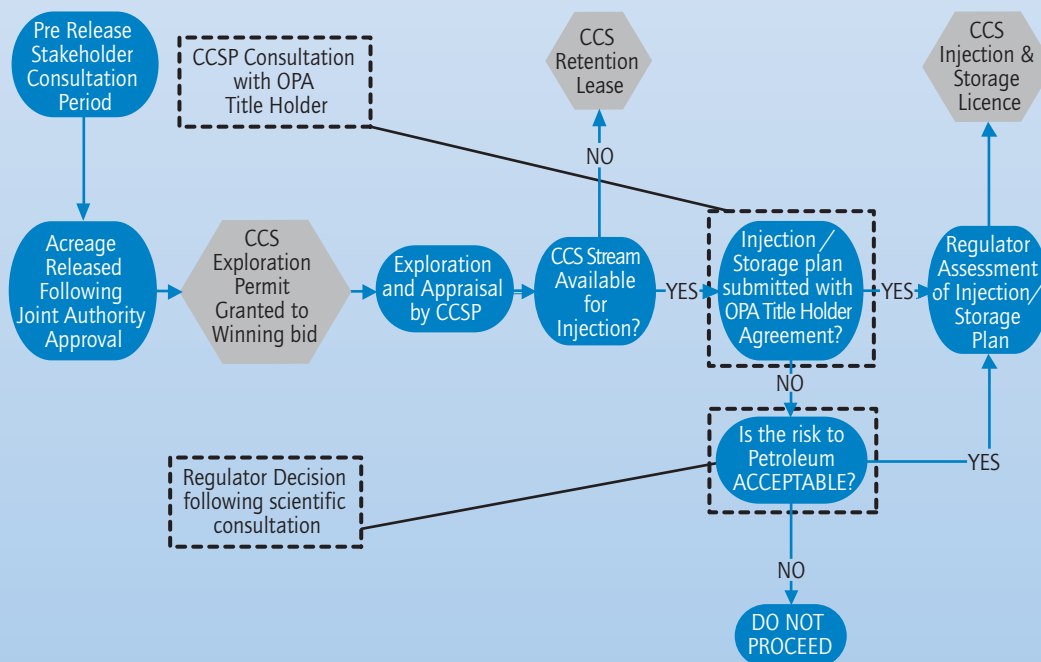 Pre Release
Stakeholder
Consultation
Period
CCSP Consultation
with OPA
Title Holder
CCS
Retention
Lease
CCS
Injection &
Storage
Licence
NO
Acreage
Released
Following
Joint Authority
Approval
CCS
Exploration
Permit
Granted to
Winning bid
Exploration
and Appraisal
by CCSP
CCS Stream
Available
for
Injection?
YES
Injection /
Storage plan
submitted with
OPA Title Holder
Agreement?
YES
Regulator
Assessment
of Injection/
Storage
Plan
NO
Is the risk to
Petroleum
ACCEPTABLE?
YES
Regulator Decision
following scientific
consultation
NO
DO NOT
PROCEED